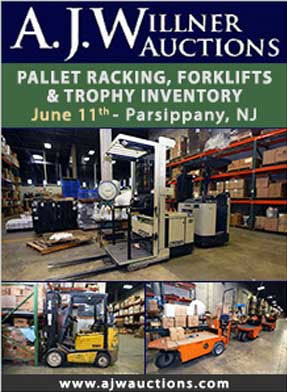 A.J. WILLNER
AUCTIONS
PALLET RACKING, FORKLIFTS
& TROPHY INVENTORY
June 11th - Parsippany, NJ
www.ajwauctions.com